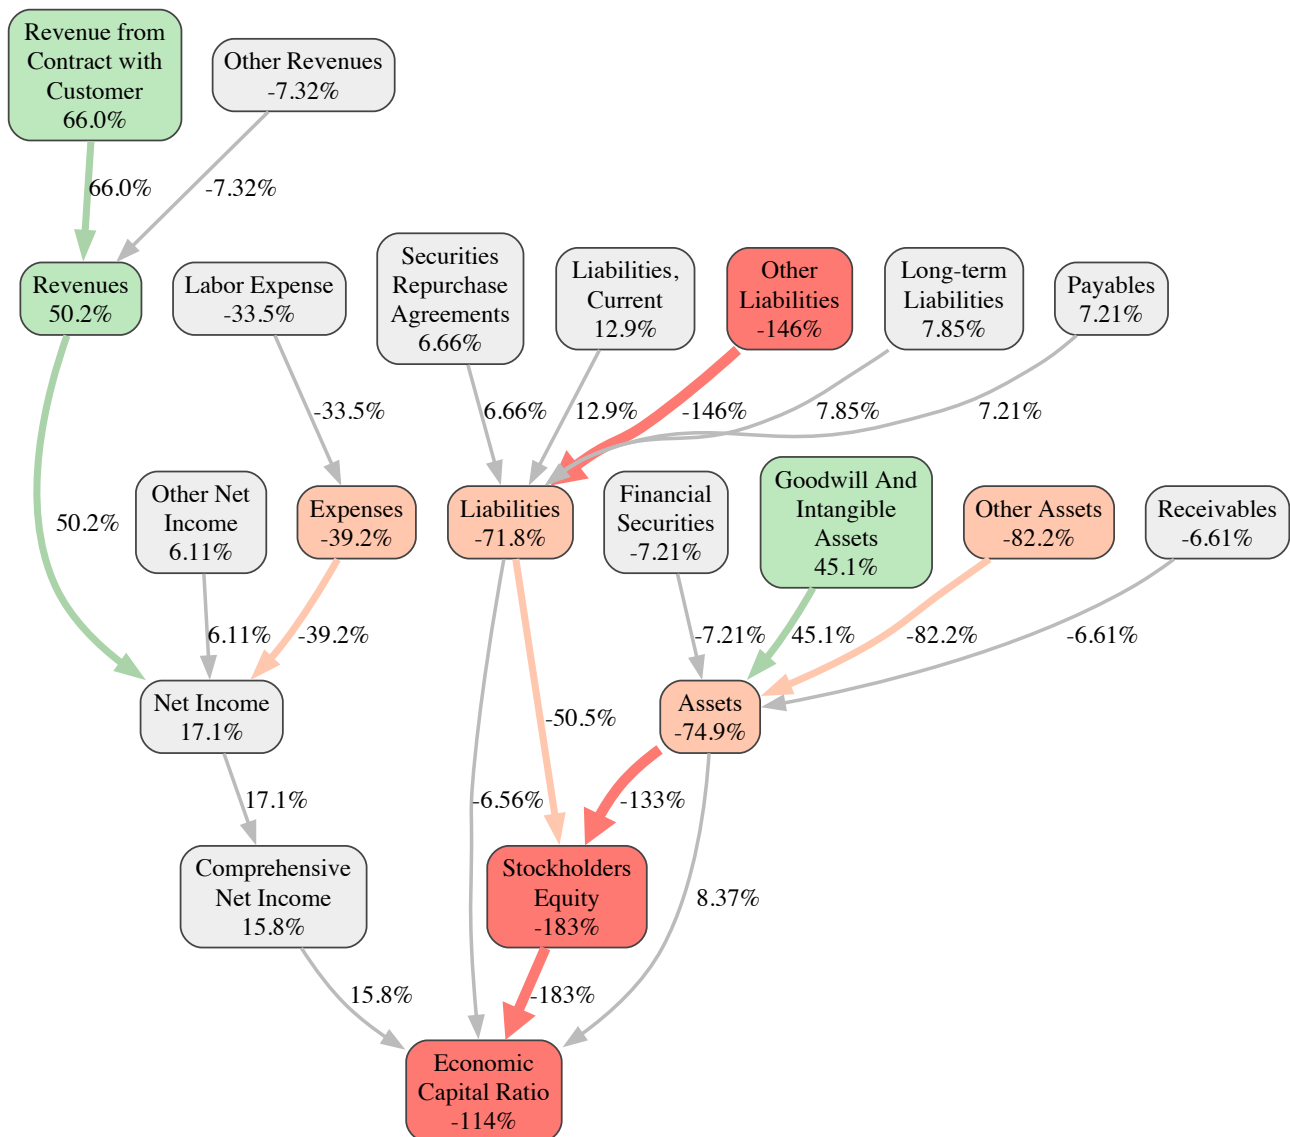 Revenue from
Contract with
Customer
66.0%
Other Revenues
-7.32%
66.0%
-7.32%
Revenues
50.2%
Labor Expense
-33.5%
Securities
Repurchase
Agreements
6.66%
Liabilities,
Current
12.9%
Other
Liabilities
-146%
Long-term
Liabilities
7.85%
Payables
7.21%
-33.5%
6.66%
12.9%
-146%
7.85%
7.21%
Other Net
Income
6.11%
Expenses
-39.2%
Liabilities
-71.8%
Financial
Securities
-7.21%
Goodwill And
Intangible
Assets
45.1%
Other Assets
-82.2%
Receivables
-6.61%
50.2%
6.11%
-39.2%
-7.21%
45.1%
-82.2%
-6.61%
Net Income
17.1%
-50.5%
Assets
-74.9%
17.1%
-6.56%
-133%
Comprehensive
Net Income
15.8%
Stockholders
Equity
-183%
8.37%
15.8%
-183%
Economic
Capital Ratio
-114%